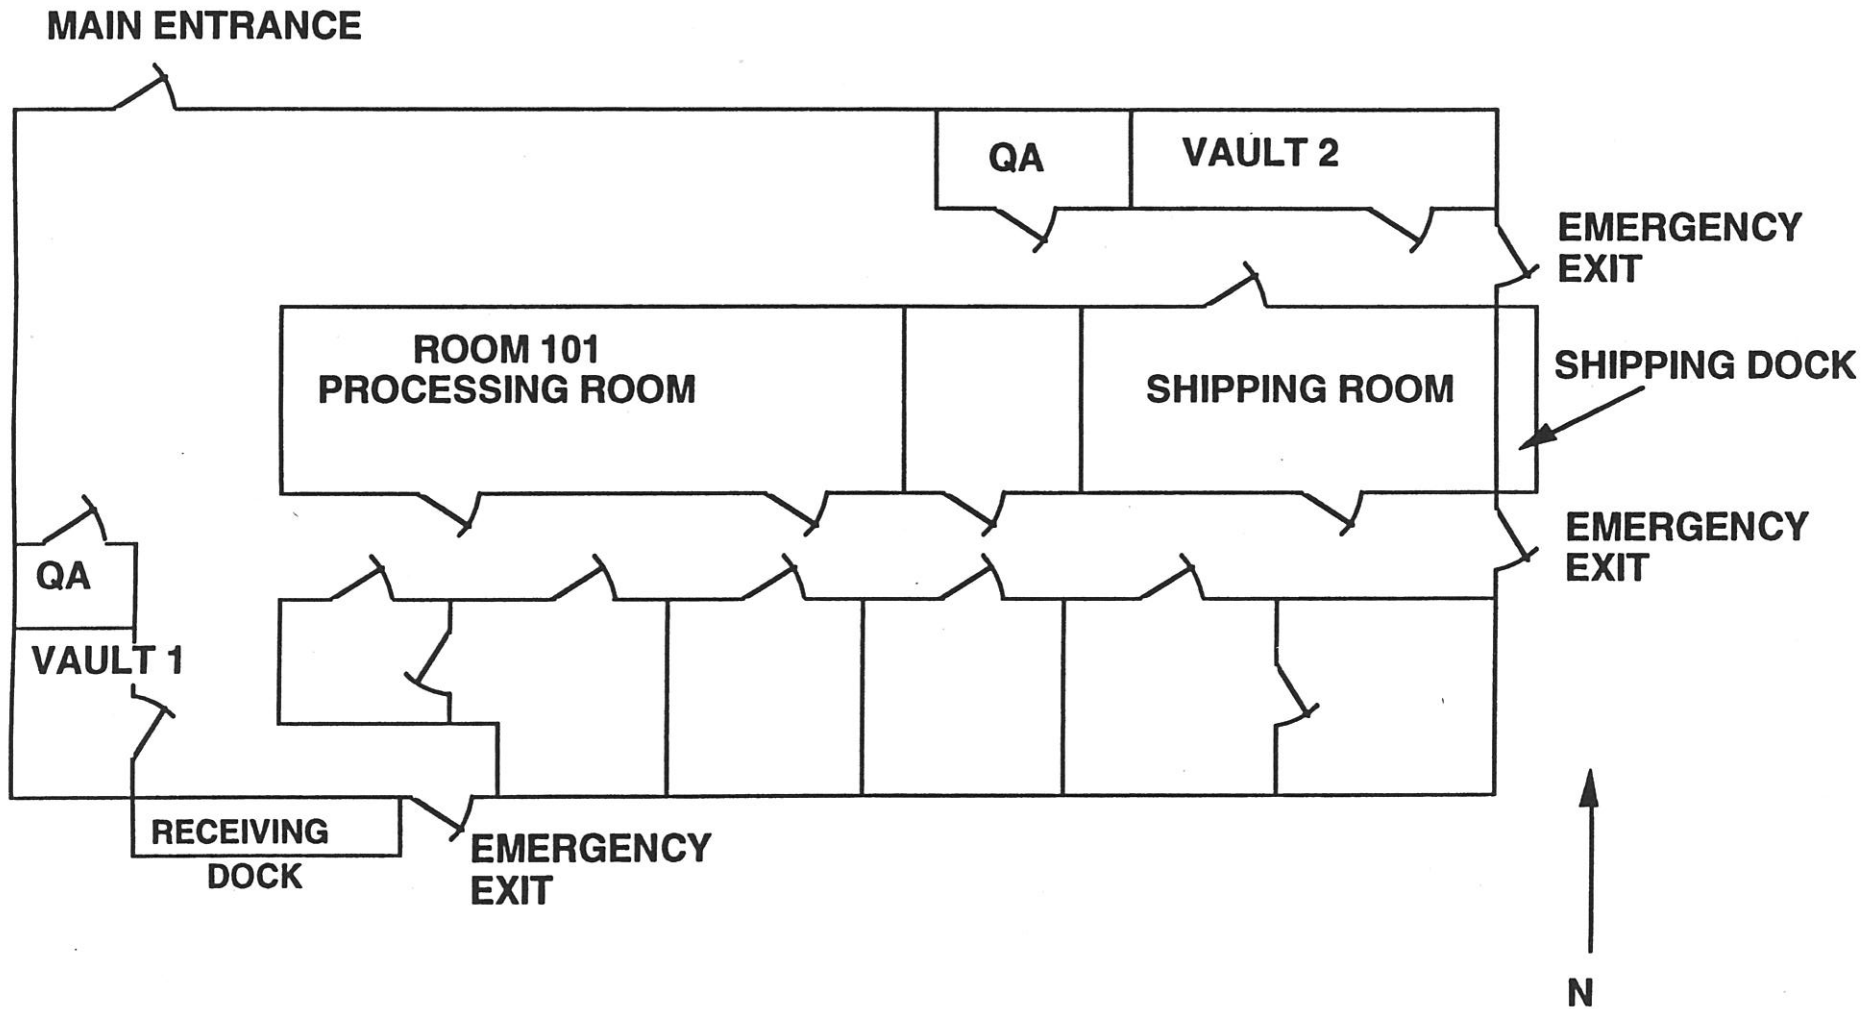 MAIN ENTRANCE
QA
VAULT 2
EMERGENCY
EXIT
ROOM 101
PROCESSING ROOM
SHIPPING ROOM
SHIPPING DOCK
EMERGENCY
EXIT
QA
VAULT 1
RECEIVING
DOCK
EMERGENCY
EXIT
N